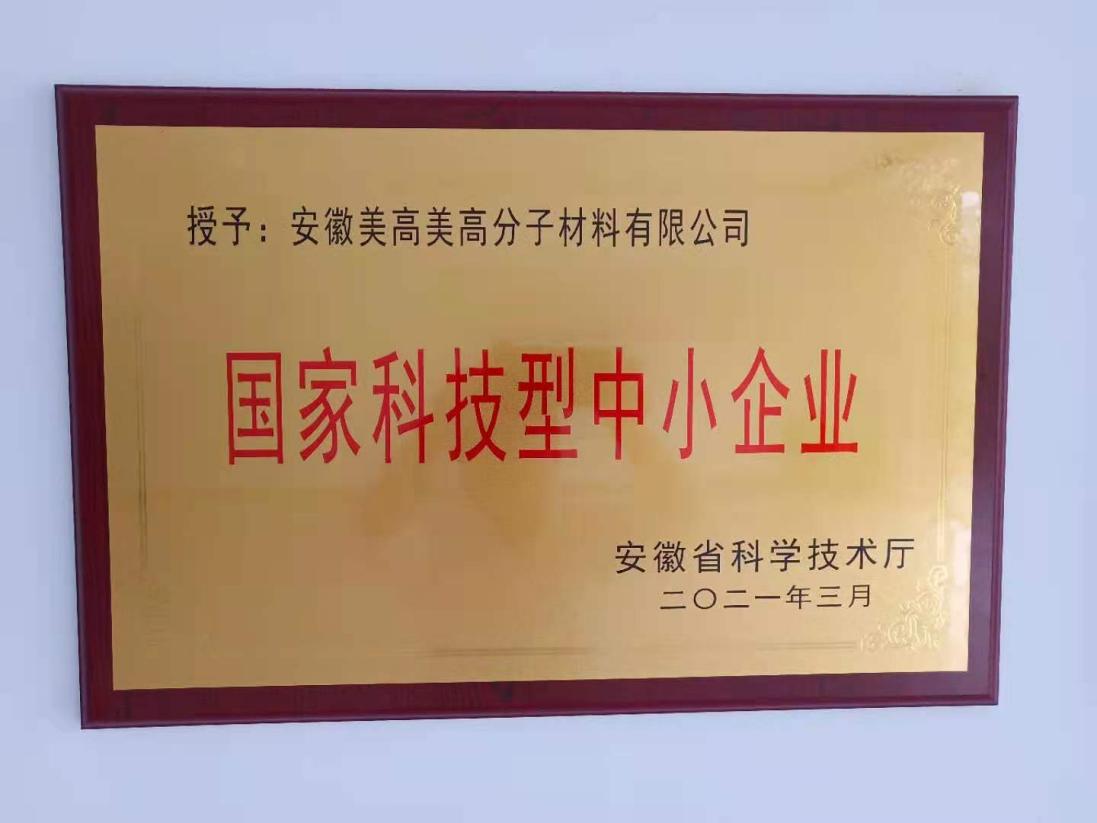 授予：安徽美高美高分子材料有限公司
国家科技型中小企业
安徽省科学技术厅
二〇二一年三月